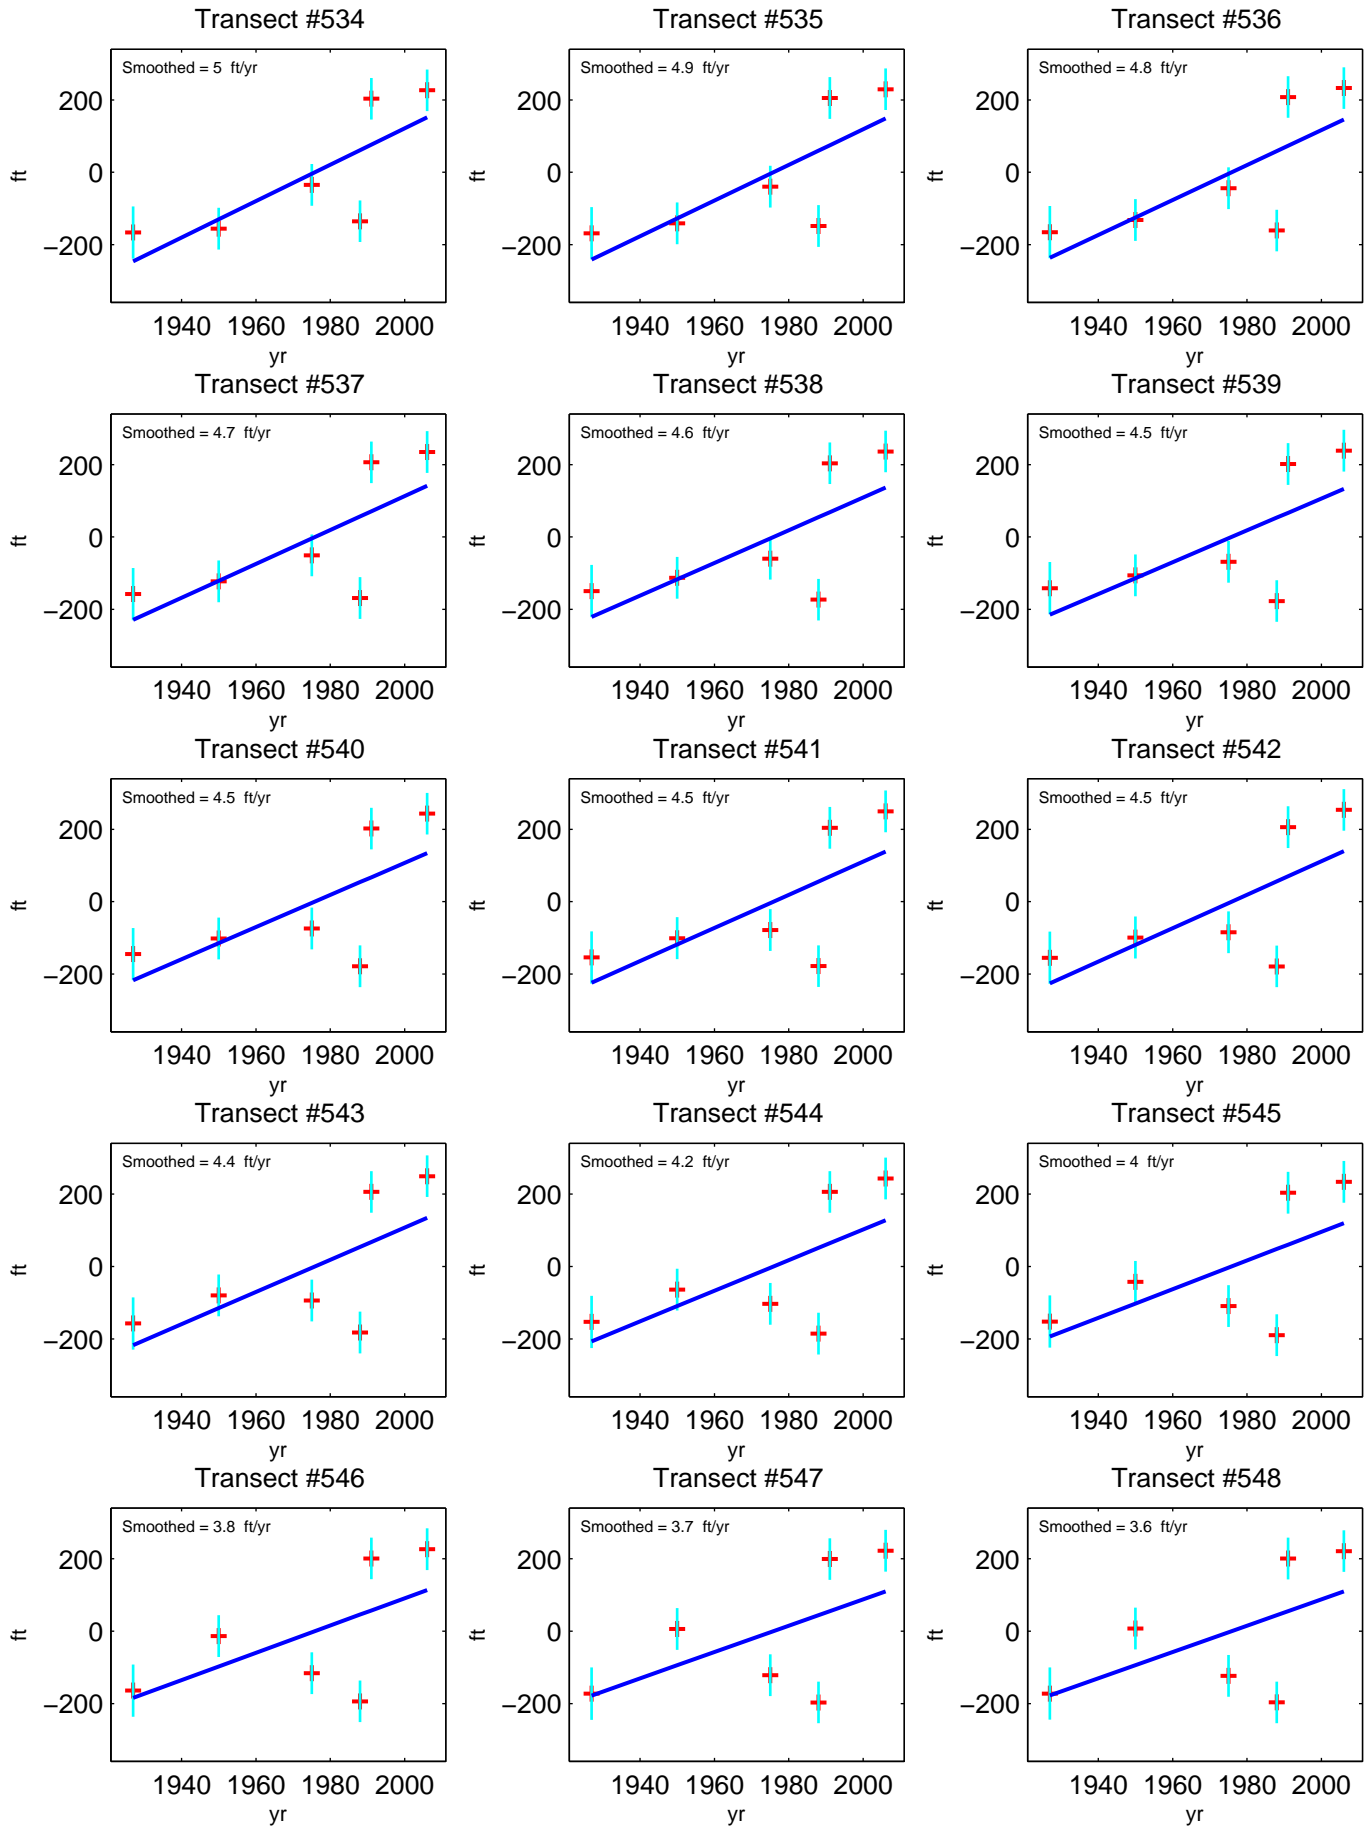 Transect #534
Smoothed = 5 ft/yr
200
0
−200
ft
1940 1960 1980 2000
yr
Transect #535
Smoothed = 4.9 ft/yr
200
0
−200
ft
1940 1960 1980 2000
yr
Transect #536
Smoothed = 4.8 ft/yr
200
0
−200
ft
1940 1960 1980 2000
yr
Transect #537
Smoothed = 4.7 ft/yr
200
0
−200
ft
1940 1960 1980 2000
yr
Transect #538
Smoothed = 4.6 ft/yr
200
0
−200
ft
1940 1960 1980 2000
yr
Transect #539
Smoothed = 4.5 ft/yr
200
0
−200
ft
1940 1960 1980 2000
yr
Transect #540
Smoothed = 4.5 ft/yr
200
0
−200
ft
1940 1960 1980 2000
yr
Transect #541
Smoothed = 4.5 ft/yr
200
0
−200
ft
1940 1960 1980 2000
yr
Transect #542
Smoothed = 4.5 ft/yr
200
0
−200
ft
1940 1960 1980 2000
yr
Transect #543
Smoothed = 4.4 ft/yr
200
0
−200
ft
1940 1960 1980 2000
yr
Transect #544
Smoothed = 4.2 ft/yr
200
0
−200
ft
1940 1960 1980 2000
yr
Transect #545
Smoothed = 4 ft/yr
200
0
−200
ft
1940 1960 1980 2000
yr
Transect #546
Smoothed = 3.8 ft/yr
200
0
−200
ft
1940 1960 1980 2000
yr
Transect #547
Smoothed = 3.7 ft/yr
200
0
−200
ft
1940 1960 1980 2000
yr
Transect #548
Smoothed = 3.6 ft/yr
200
0
−200
ft
1940 1960 1980 2000
yr